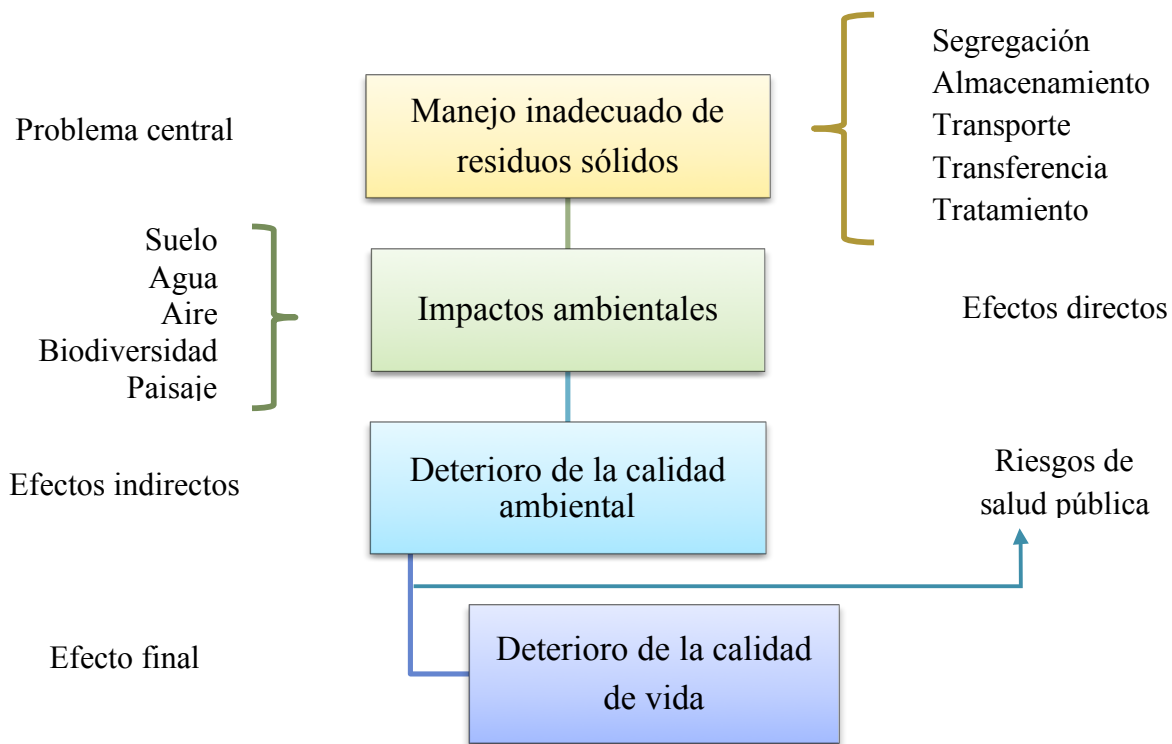 Problema central
Manejo inadecuado de
residuos sólidos
Segregación
Almacenamiento
Transporte
Transferencia
Tratamiento
Suelo
Agua
Aire
Biodiversidad
Paisaje
Impactos ambientales
Efectos directos
Efectos indirectos
Deterioro de la calidad
ambiental
Riesgos de
salud pública
Efecto final
Deterioro de la calidad
de vida